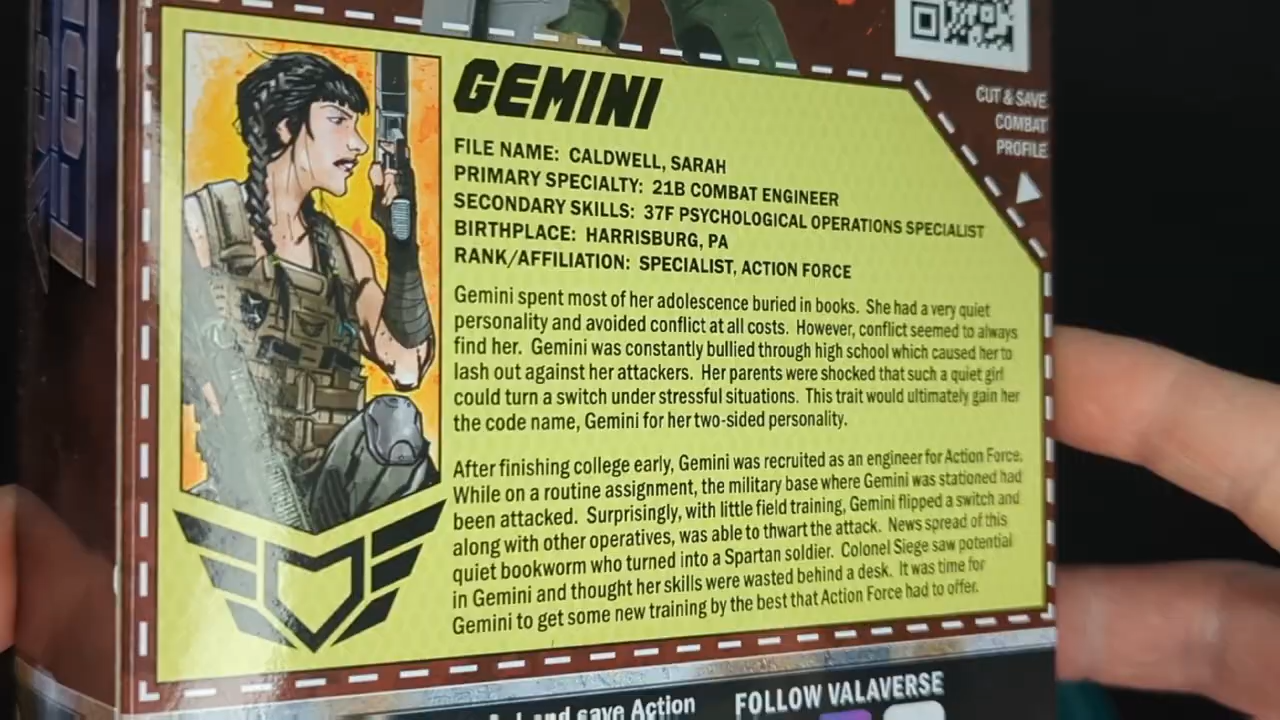 GEMINI
FILE NAME: CALDWELL, SARAH
PRIMARY SPECIALTY: 21B COMBAT ENGINEER
SECONDARY SKILLS: 37F PSYCHOLOGICAL OPERATIONS SPECIALIST
BIRTHPLACE: HARRISBURG, PA
RANK/AFFILIATION: SPECIALIST, ACTION FORCE
Gemini spent most of her adolescence buried in books. She had a very quiet
personality and avoided conflict at all costs. However, conflict seemed to always
find her. Gemini was constantly bullied through high school which caused her to
lash out against her attackers. Her parents were shocked that such a quiet girl
could turn a switch under stressful situations. This trait would ultimately gain her
the code name, Gemini for her two-sided personality.
After finishing college early, Gemini was recruited as an engineer for Action Force.
While on a routine assignment, the military base where Gemini was stationed had
been attacked. Surprisingly, with little field training, Gemini flipped a switch and
along with other operatives, was able to thwart the attack. News spread of this
quiet bookworm who turned into a Spartan soldier. Colonel Siege saw potential
in Gemini and thought her skills were wasted behind a desk. It was time for
Gemini to get some new training by the best that Action Force had to offer.
CUT & SAVE
COMBAT
PROFILE
and save Action
FOLLOW VALAVERSE